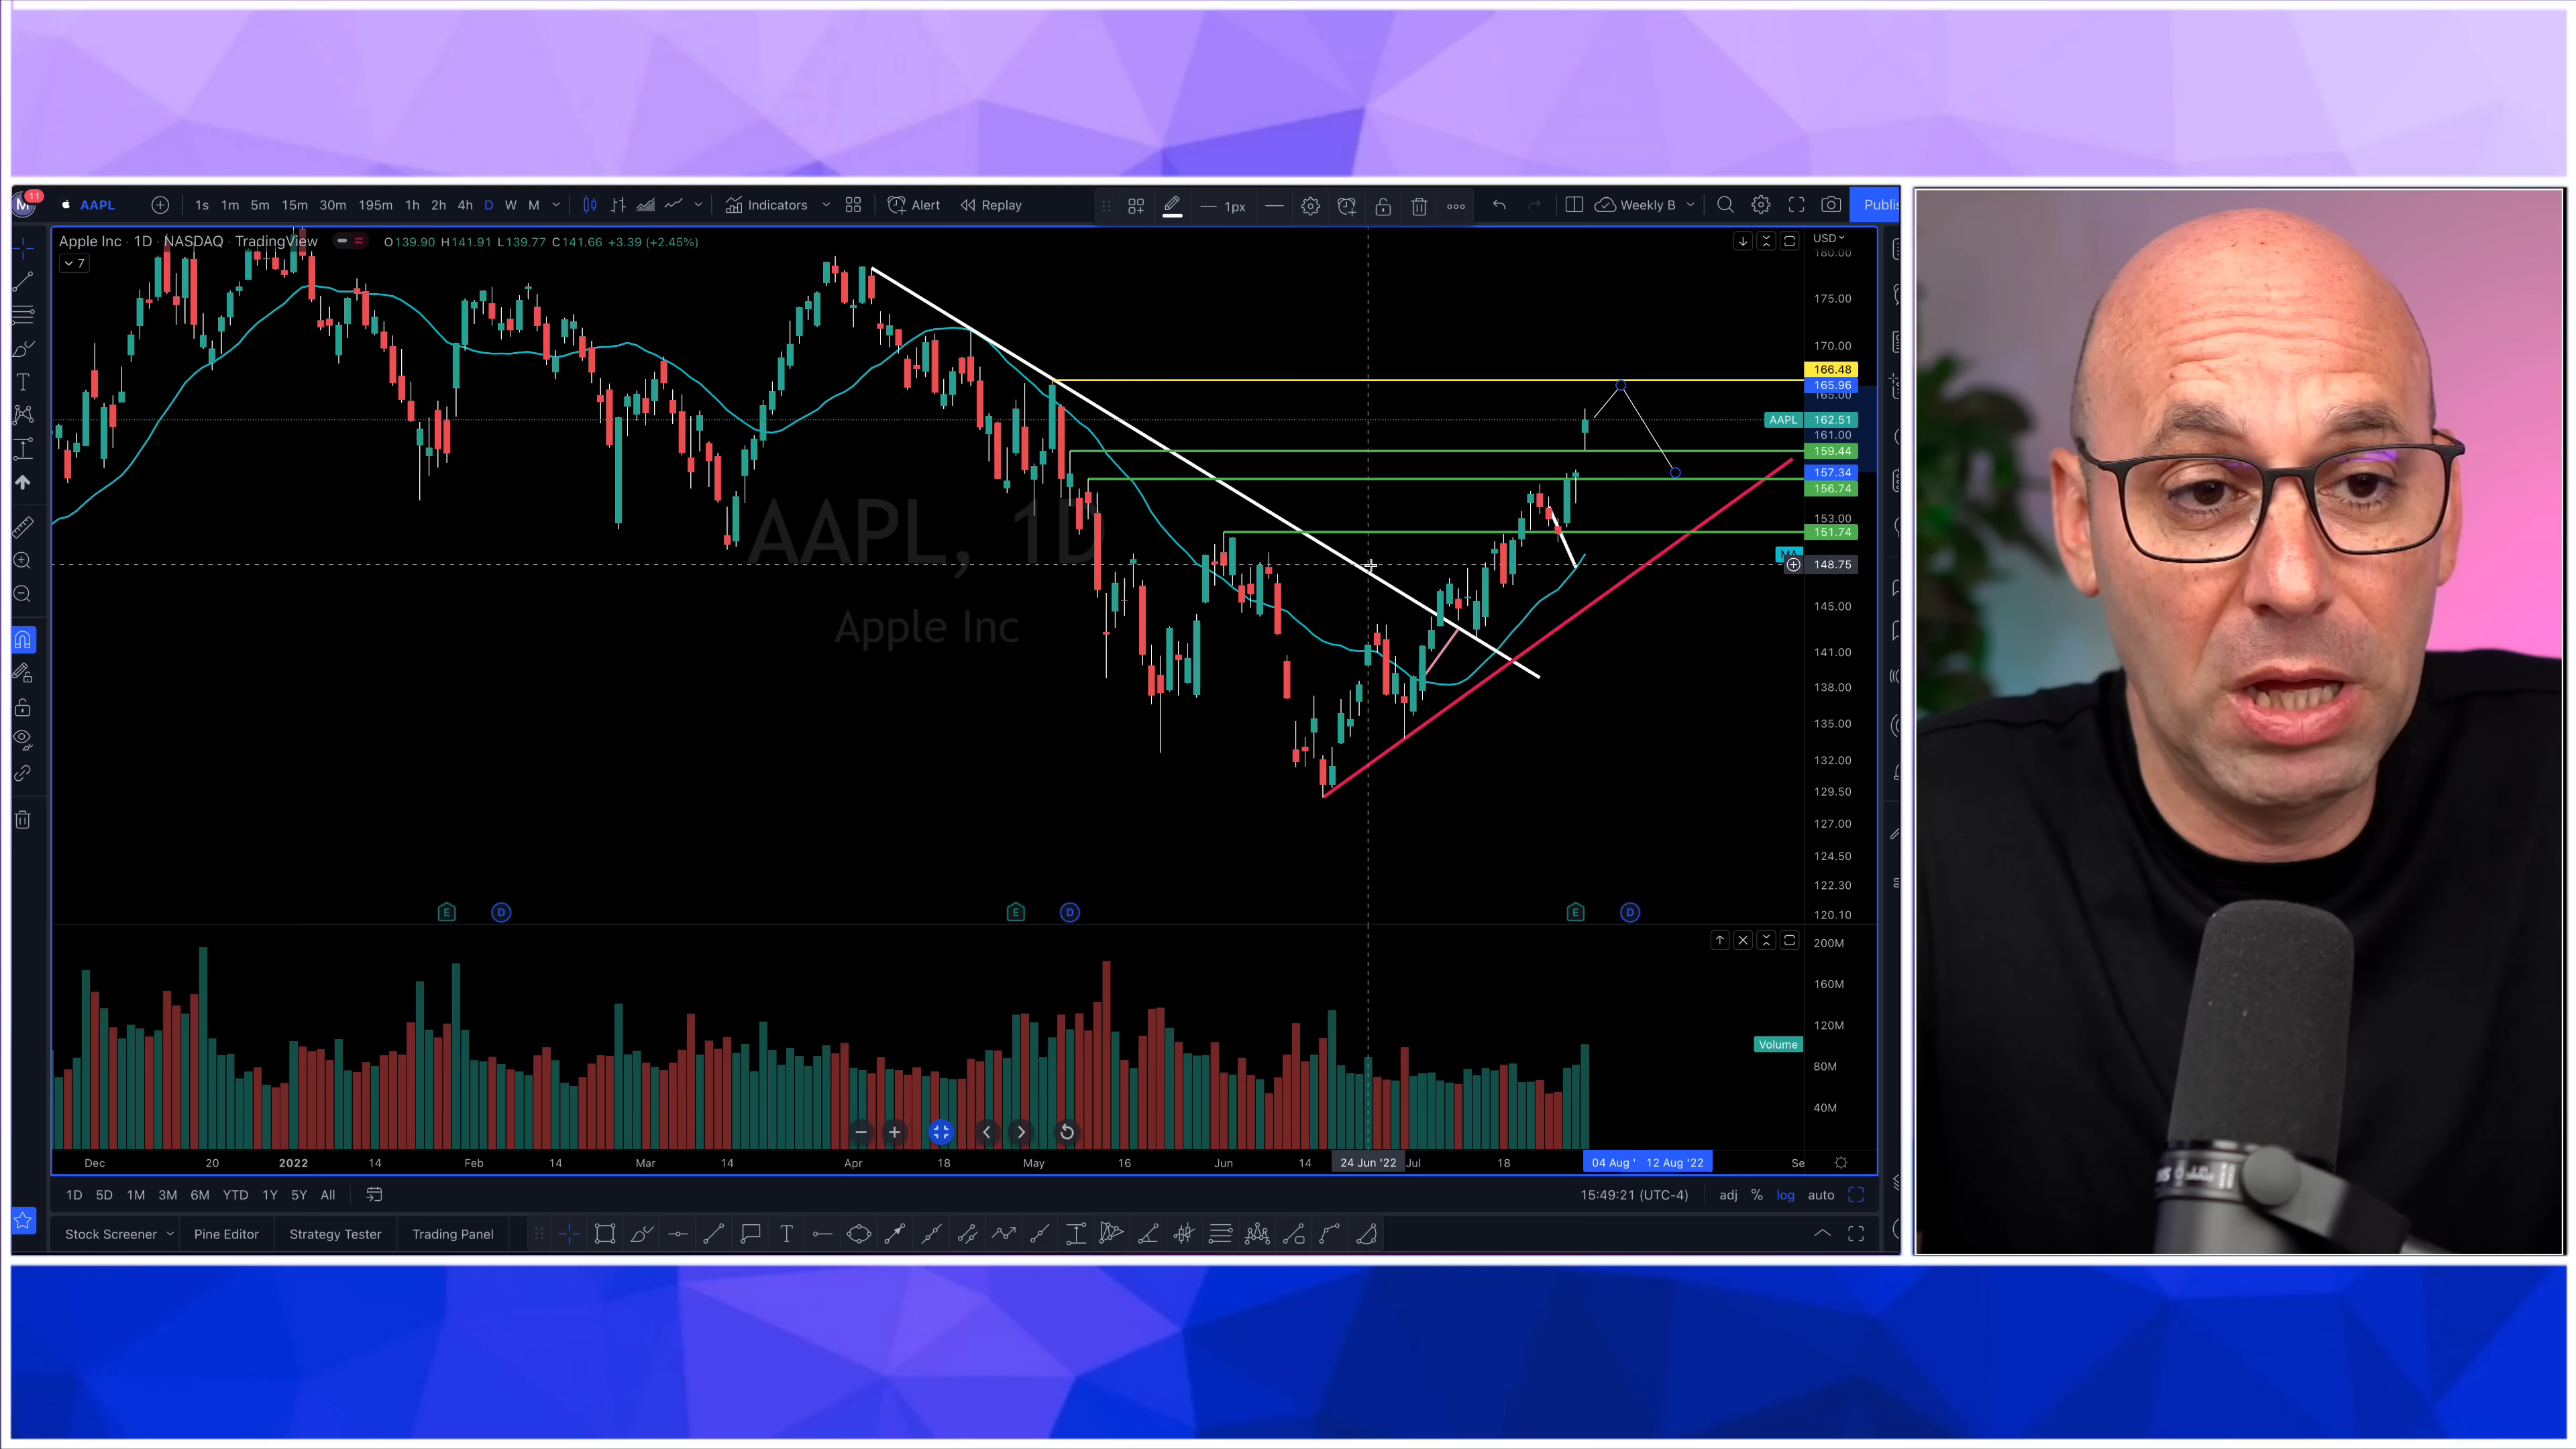 11
M AAPL 1s 1m 5m 15m 30m 195m 1h 2h 4h D W M Indicators Alert Replay 1px Weekly B Publis
Apple Inc · 1D · NASDAQ · TradingView O139.90 H141.91 L139.77 C141.66 +3.39 (+2.45%)
7
USD
180.00
175.00
170.00
166.48
165.96
165.00
AAPL 162.51
161.00
159.44
157.34
156.74
153.00
151.74
MA
148.75
145.00
141.00
138.00
135.00
132.00
129.50
127.00
124.50
122.30
120.10
AAPL, 1D
Apple Inc
E D E D E D
200M
160M
120M
Volume
80M
40M
Dec 20 2022 14 Feb 14 Mar 14 Apr 18 May 16 Jun 14 24 Jun '22 Jul 18 04 Aug ' 12 Aug '22 Se
1D 5D 1M 3M 6M YTD 1Y 5Y All 15:49:21 (UTC-4) adj % log auto
Stock Screener Pine Editor Strategy Tester Trading Panel